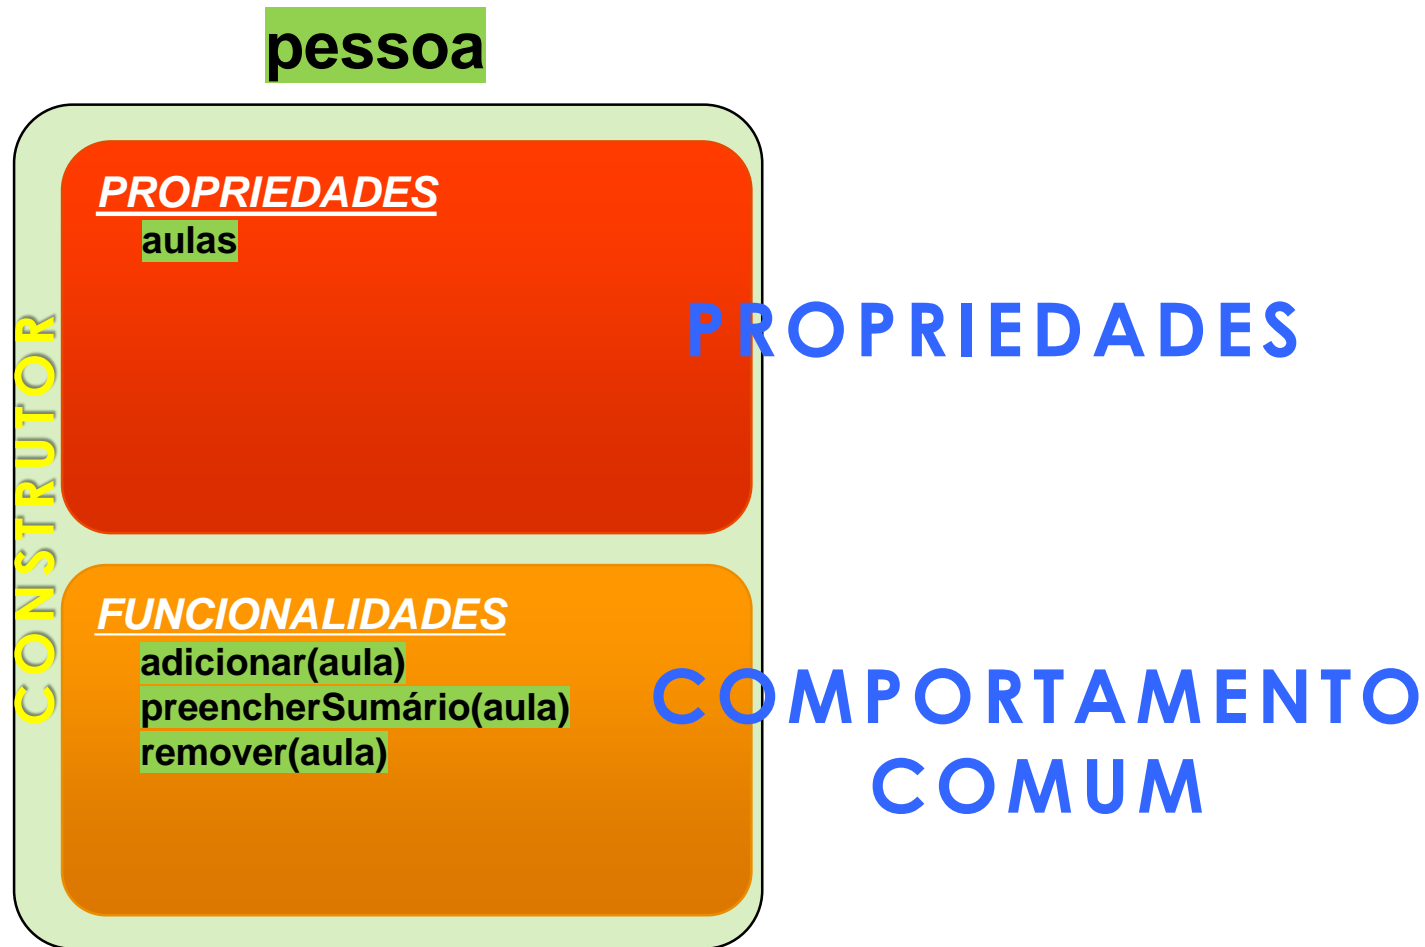 pessoa
PROPRIEDADES
aulas
PROPRIEDADES
CONSTRUTOR
FUNCIONALIDADES
adicionar(aula)
preencherSumário(aula)
remover(aula)
COMPORTAMENTO
COMUM